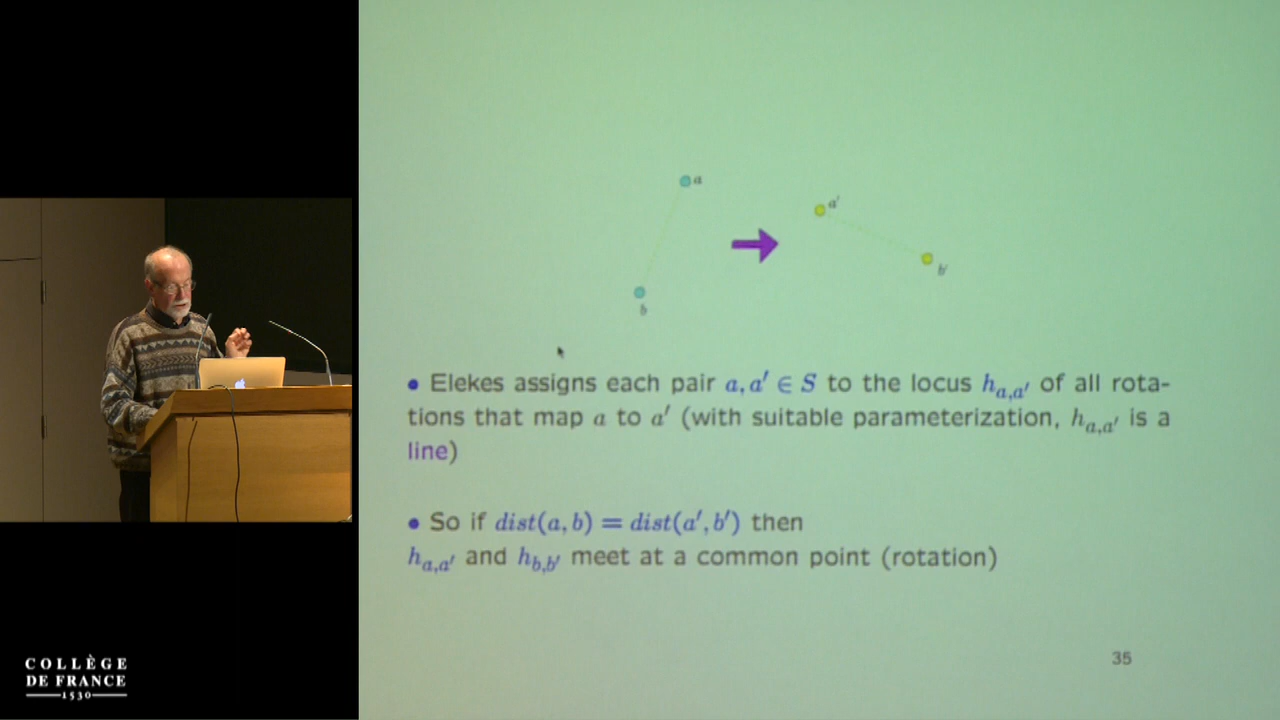 a
a′
b
b′
• Elekes assigns each pair a, a′ ∈ S to the locus h_{a,a′} of all rota-
tions that map a to a′ (with suitable parameterization, h_{a,a′} is a
line)
• So if dist(a, b) = dist(a′, b′) then
h_{a,a′} and h_{b,b′} meet at a common point (rotation)
35
COLLÈGE
DE FRANCE
1530